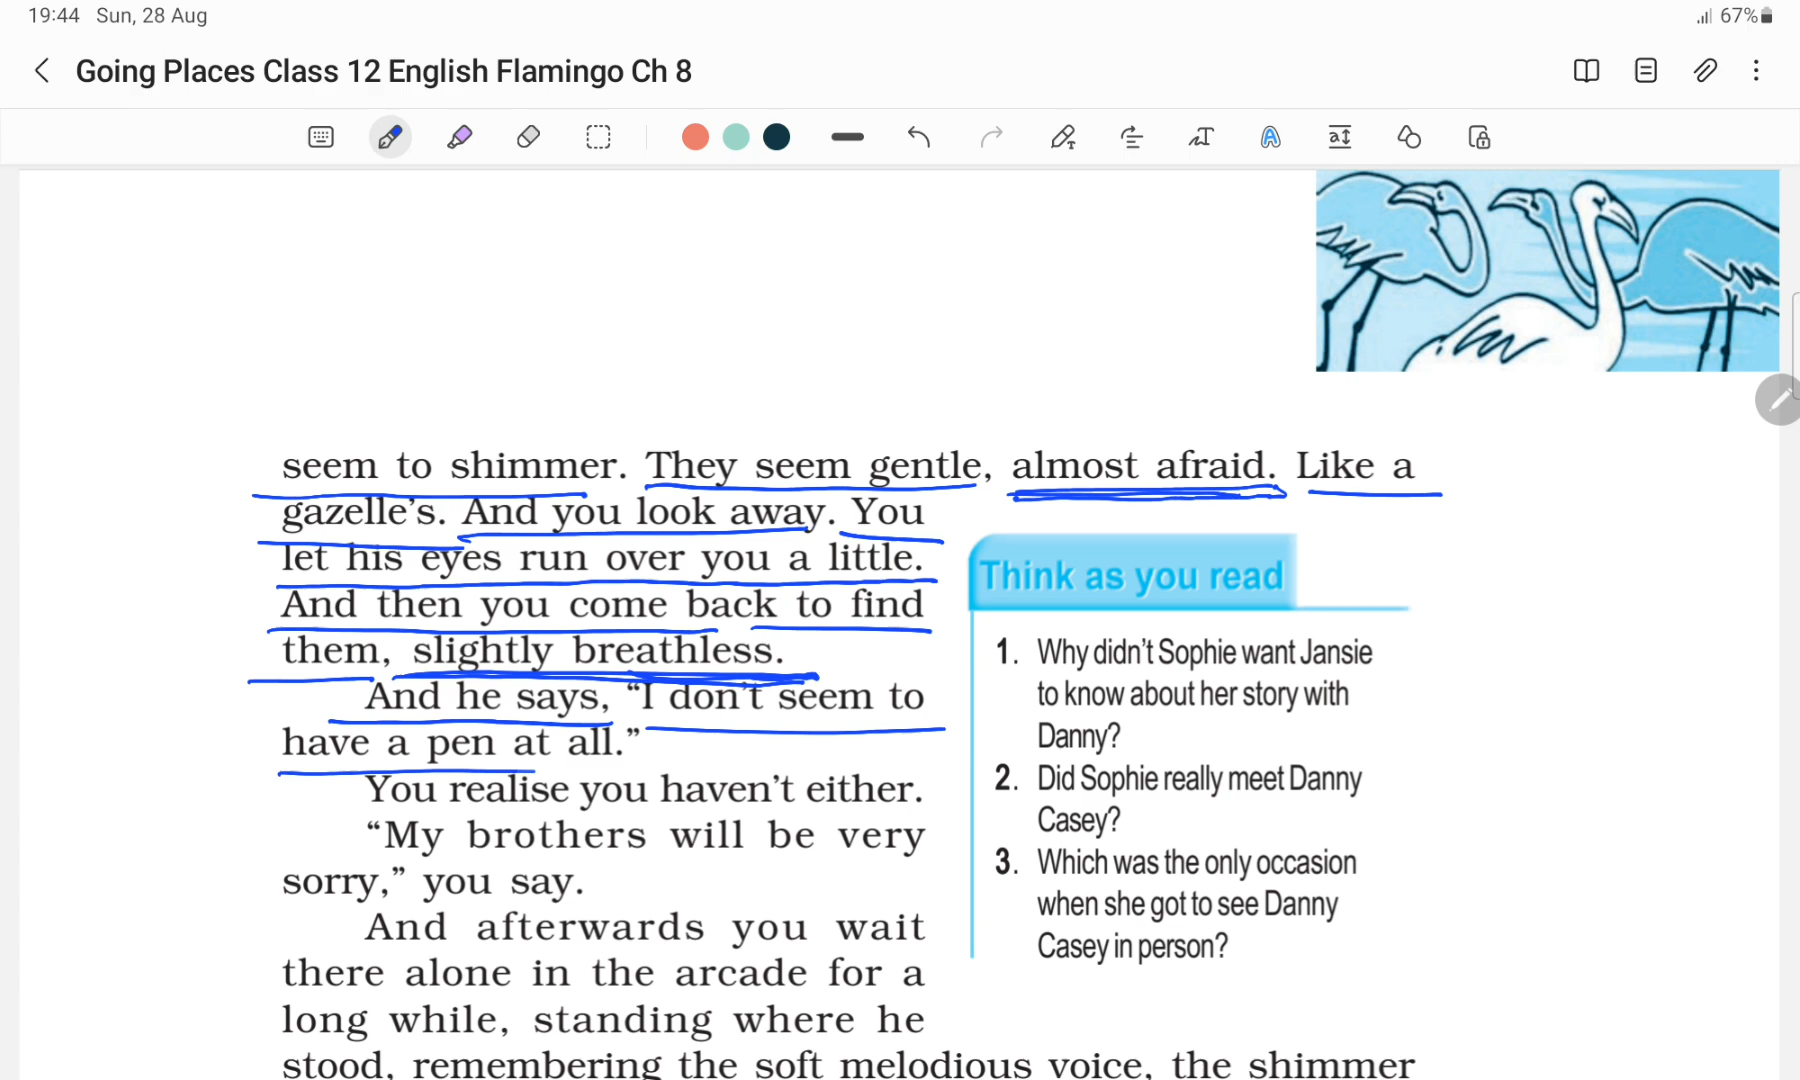 19:44 Sun, 28 Aug
67%
Going Places Class 12 English Flamingo Ch 8
seem to shimmer. They seem gentle, almost afraid. Like a
gazelle's. And you look away. You
let his eyes run over you a little.
And then you come back to find
them, slightly breathless.
And he says, “I don't seem to
have a pen at all.”
You realise you haven't either.
“My brothers will be very
sorry,” you say.
And afterwards you wait
there alone in the arcade for a
long while, standing where he
stood, remembering the soft melodious voice, the shimmer
Think as you read
1. Why didn't Sophie want Jansie
to know about her story with
Danny?
2. Did Sophie really meet Danny
Casey?
3. Which was the only occasion
when she got to see Danny
Casey in person?